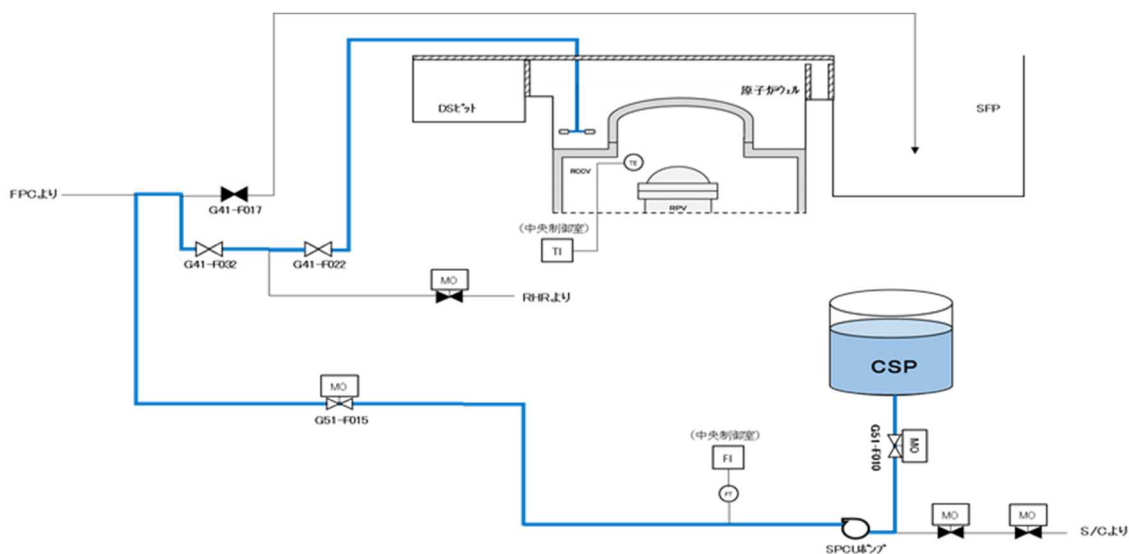 DSピット
原子炉ウェル
SFP
RCCV
TE
RPV
FPCより
G41-F017
(中央制御室)
TI
G41-F032
G41-F022
MO
RHRより
MO
G51-F015
CSP
(中央制御室)
FI
FT
G51-F010
MO
MO
MO
S/Cより
SPCUポンプ